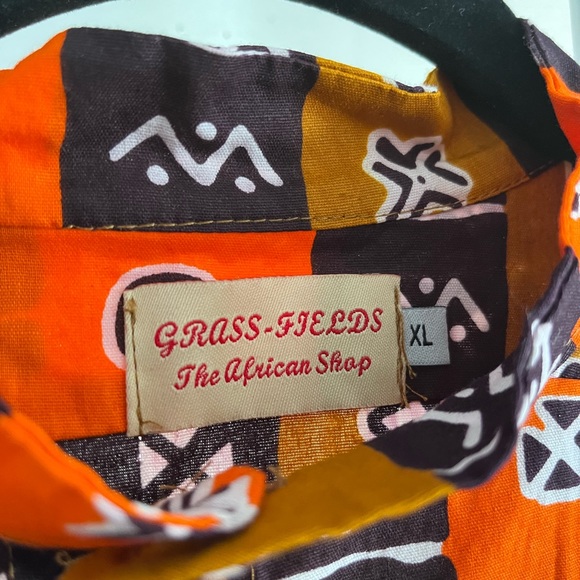 GRASS-FIELDS
The African Shop
XL